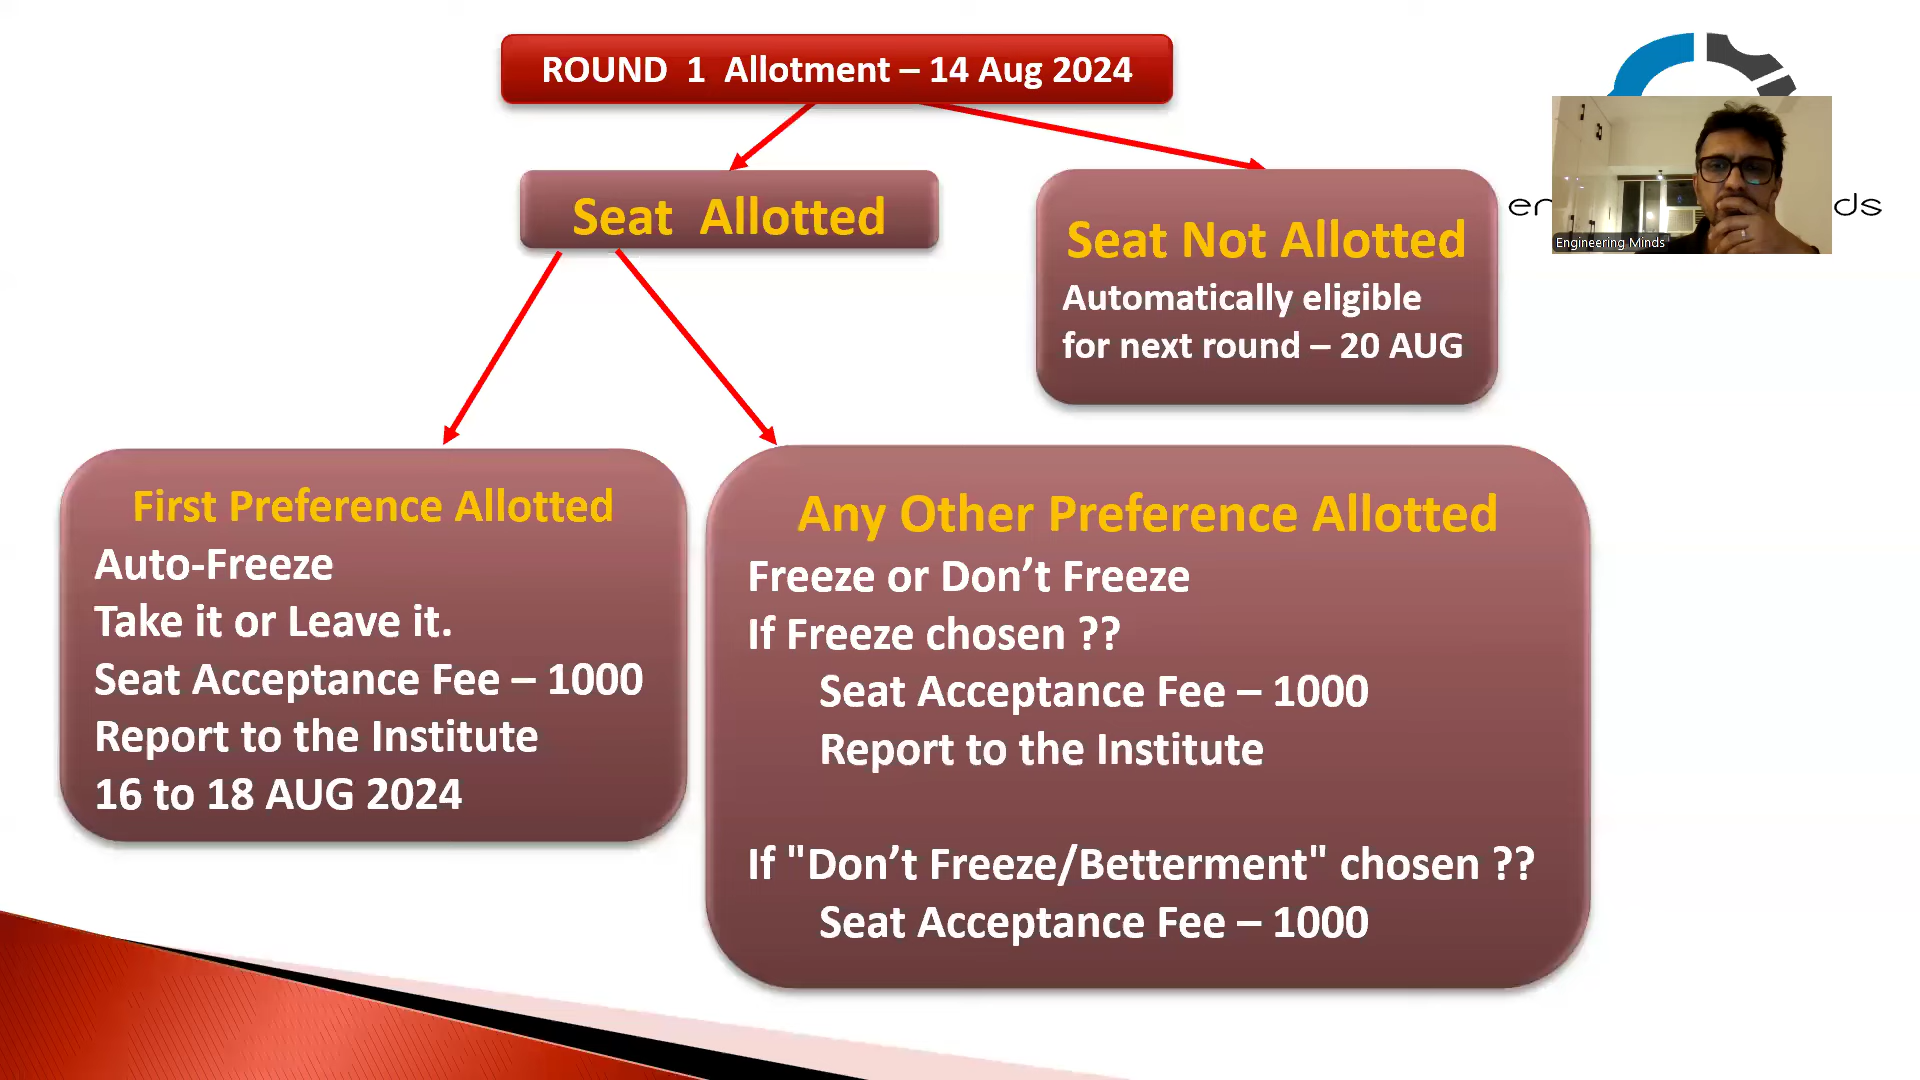 ROUND 1 Allotment – 14 Aug 2024
Seat Allotted
Seat Not Allotted
Automatically eligible
for next round – 20 AUG
Engineering Minds
First Preference Allotted
Auto-Freeze
Take it or Leave it.
Seat Acceptance Fee – 1000
Report to the Institute
16 to 18 AUG 2024
Any Other Preference Allotted
Freeze or Don’t Freeze
If Freeze chosen ??
Seat Acceptance Fee – 1000
Report to the Institute
If "Don’t Freeze/Betterment" chosen ??
Seat Acceptance Fee – 1000